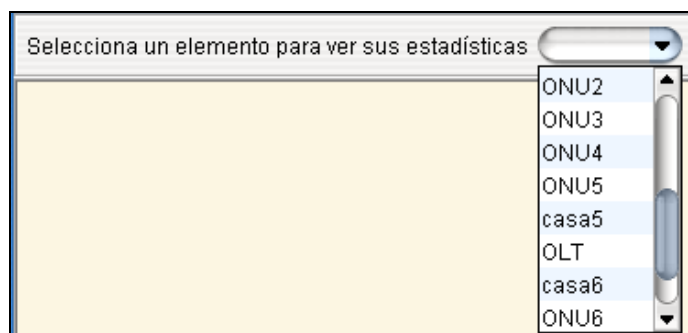 Selecciona un elemento para ver sus estadísticas
ONU2
ONU3
ONU4
ONU5
casa5
OLT
casa6
ONU6